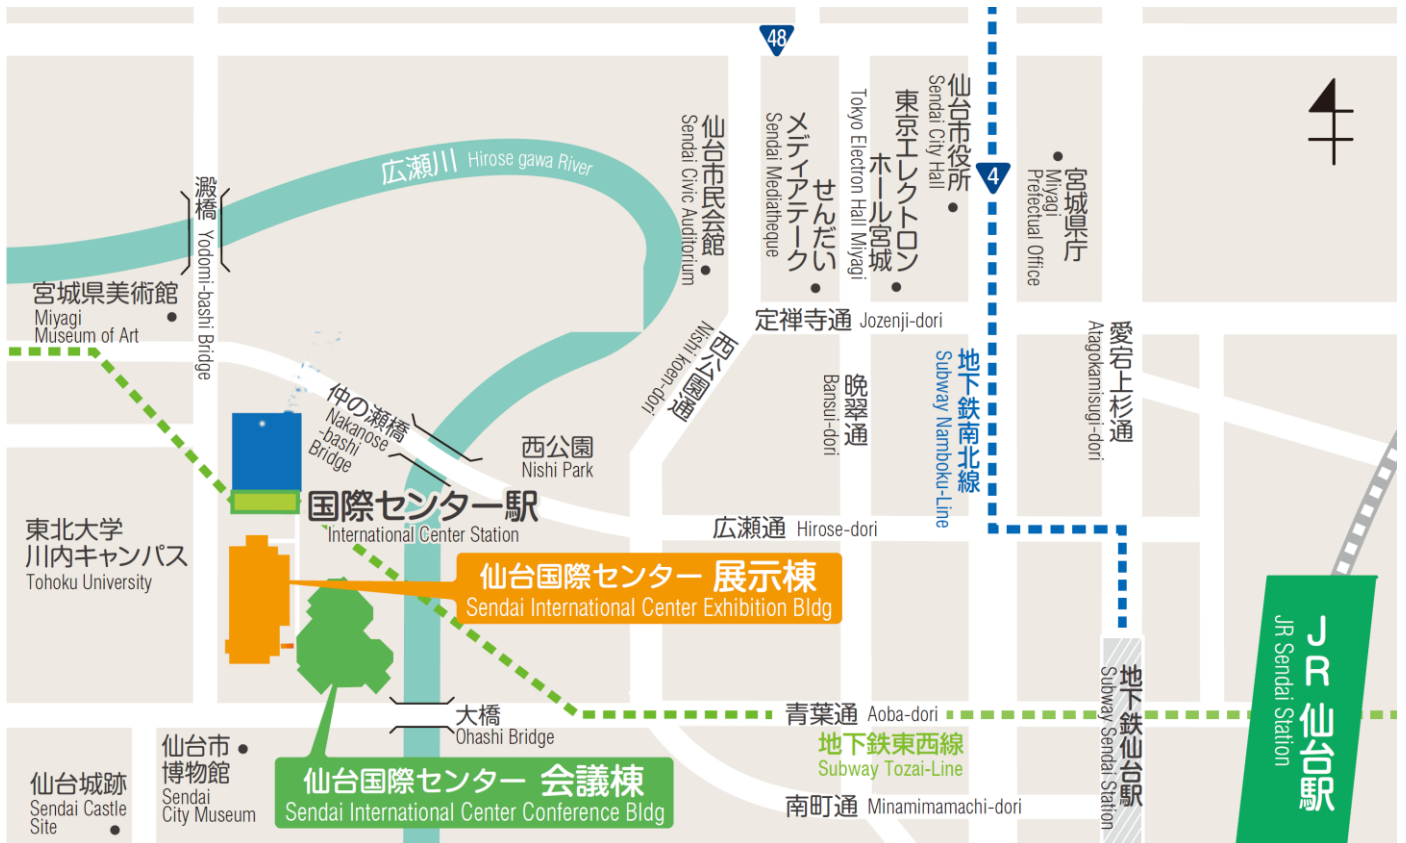 48
仙台市役所
Sendai City Hall
東京エレクトロン
ホール宮城
Tokyo Electron Hall Miyagi
せんだい
メディアテーク
Sendai Mediatheque
仙台市民会館
Sendai Civic Auditorium
4
宮城県庁
Miyagi
Prefectual Office
広瀬川 Hirose gawa River
澱橋 Yodomi-bashi Bridge
宮城県美術館
Miyagi
Museum of Art
定禅寺通 Jozenji-dori
西公園通
Nishi koen-dori
晩翠通
Bansui-dori
地下鉄南北線
Subway Namboku-Line
愛宕上杉通
Atagokamisugi-dori
仲の瀬橋
Nakanose
-bashi
Bridge
西公園
Nishi Park
国際センター駅
International Center Station
広瀬通 Hirose-dori
東北大学
川内キャンパス
Tohoku University
仙台国際センター 展示棟
Sendai International Center Exhibition Bldg
JR 仙台駅
JR Sendai Station
地下鉄仙台駅
Subway Sendai Station
青葉通 Aoba-dori
地下鉄東西線
Subway Tozai-Line
大橋
Ohashi Bridge
仙台市
博物館
Sendai
City Museum
仙台城跡
Sendai Castle
Site
仙台国際センター 会議棟
Sendai International Center Conference Bldg
南町通 Minamimamachi-dori